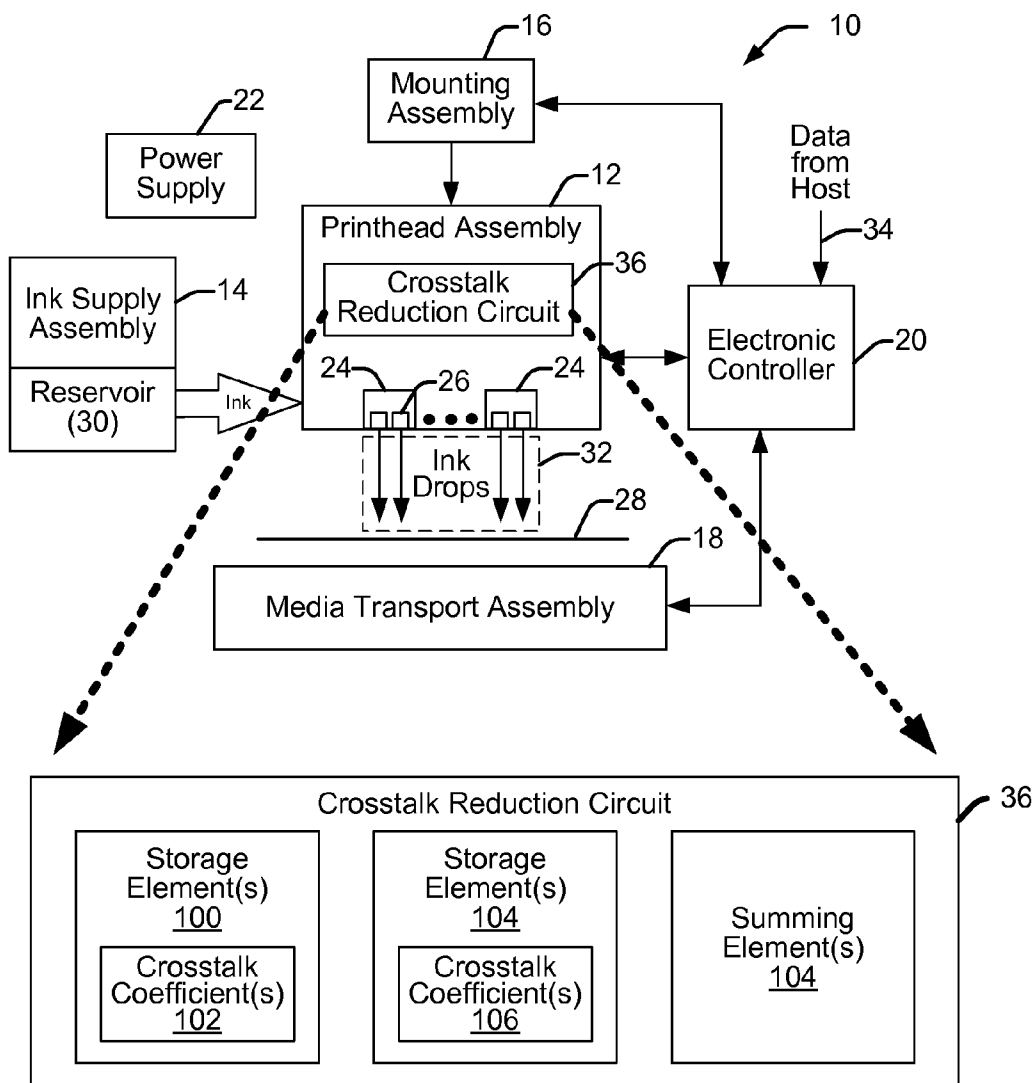 10
16
Mounting
Assembly
22
Power
Supply
Data
from
Host
34
12
Printhead Assembly
36
Crosstalk
Reduction Circuit
14
Ink Supply
Assembly
Reservoir
(30)
Ink
Electronic
Controller
20
24
26
24
32
Ink
Drops
28
18
Media Transport Assembly
Crosstalk Reduction Circuit
36
Storage
Element(s)
100
Crosstalk
Coefficient(s)
102
Storage
Element(s)
104
Crosstalk
Coefficient(s)
106
Summing
Element(s)
104